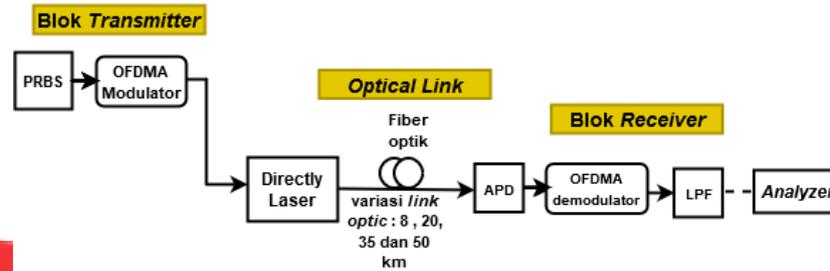 Blok Transmitter
PRBS
OFDMA
Modulator
Optical Link
Fiber
optik
Blok Receiver
Directly
Laser
variasi link
optic : 8 , 20,
35 dan 50
km
APD
OFDMA
demodulator
LPF
Analyzer